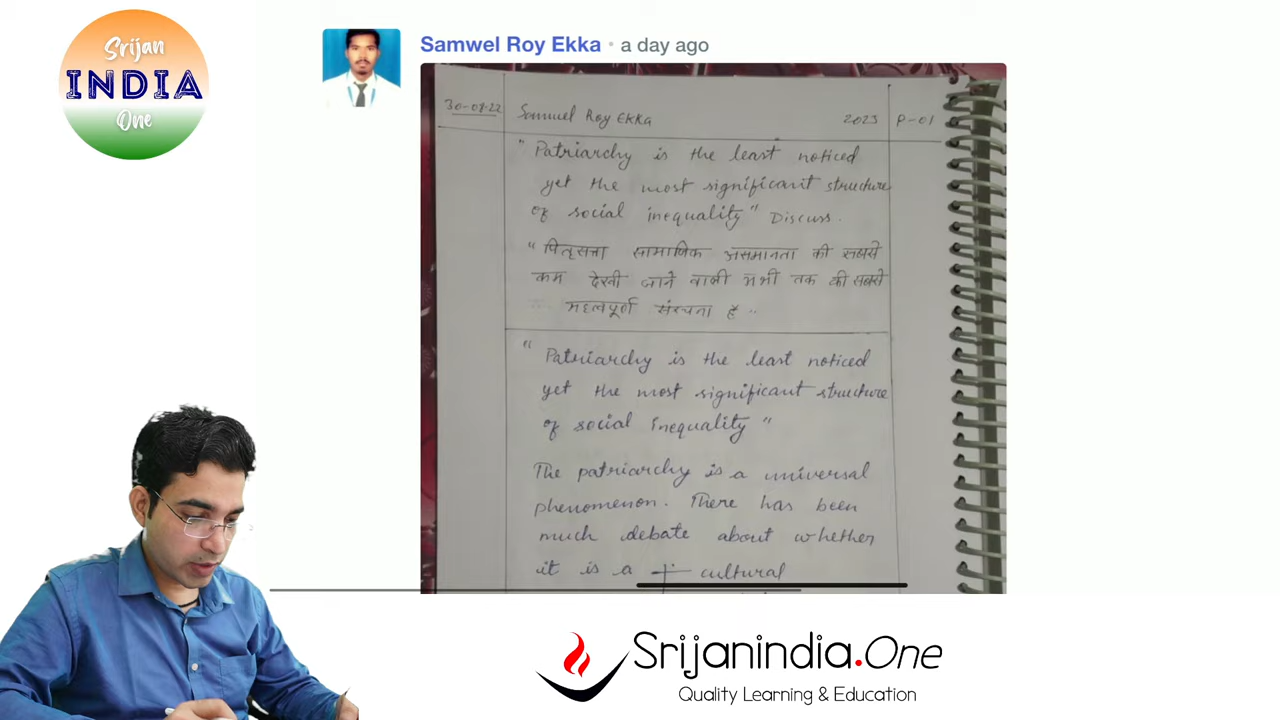 Srijan
INDIA
One
Samwel Roy Ekka · a day ago
30-08-22 Samwel Roy Ekka 2023 P-01
"Patriarchy is the least noticed
yet the most significant structure
of social inequality" Discuss.
"पितृसत्ता सामाजिक असमानता की सबसे
कम देखी जाने वाली अभी तक की सबसे
महत्वपूर्ण संरचना है"
"Patriarchy is the least noticed
yet the most significant structure
of social Inequality"
The patriarchy is a universal
phenomenon. There has been
much debate about whether
it is a cultural
Srijanindia.One
Quality Learning & Education